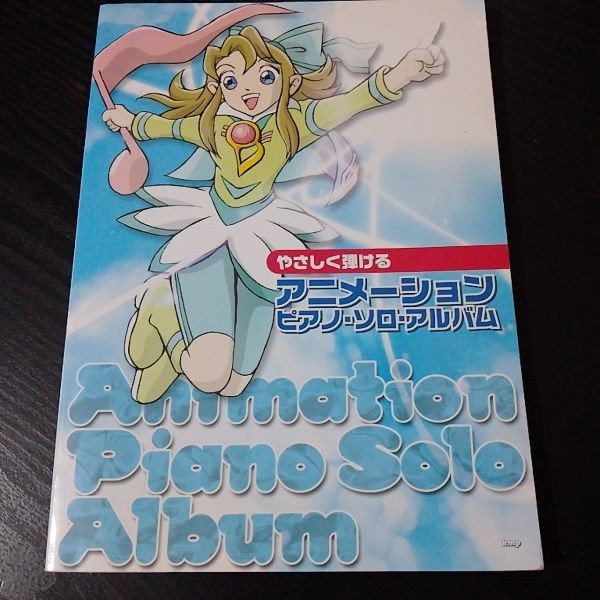 やさしく弾ける
アニメーション
ピアノ・ソロ・アルバム
Animation
Piano Solo
Album
kmp